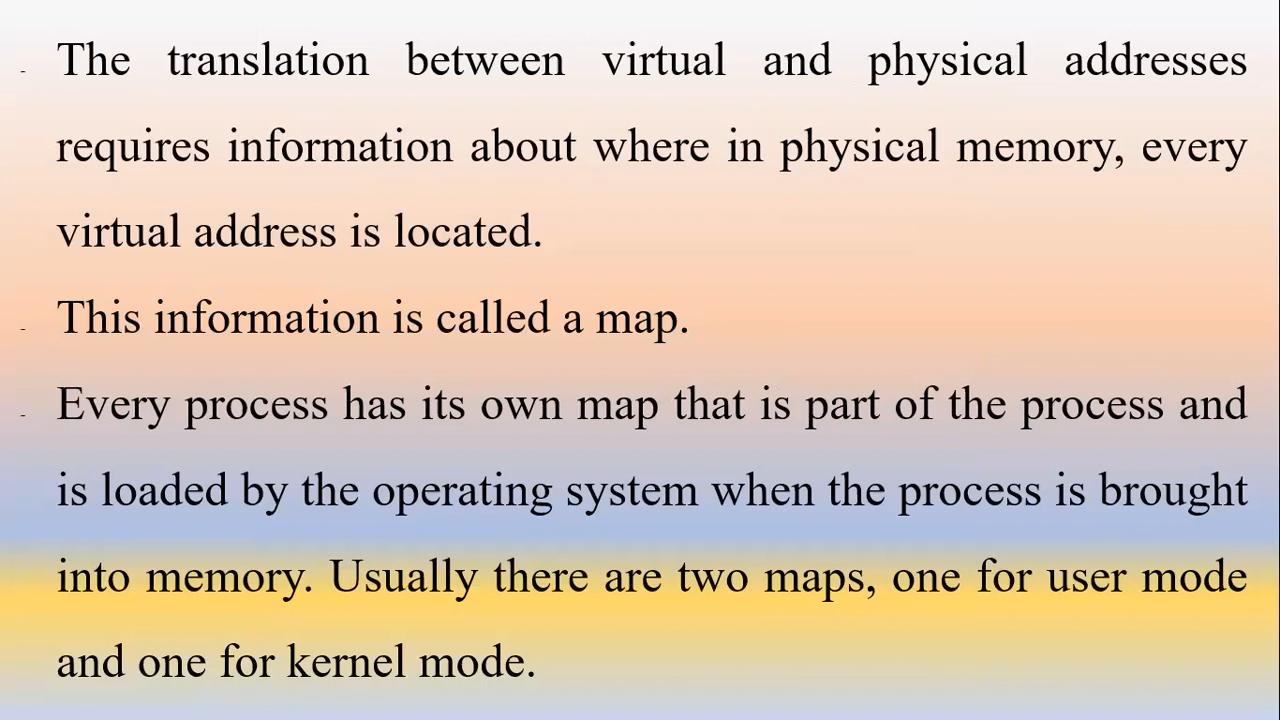 - The translation between virtual and physical addresses
requires information about where in physical memory, every
virtual address is located.
- This information is called a map.
- Every process has its own map that is part of the process and
is loaded by the operating system when the process is brought
into memory. Usually there are two maps, one for user mode
and one for kernel mode.